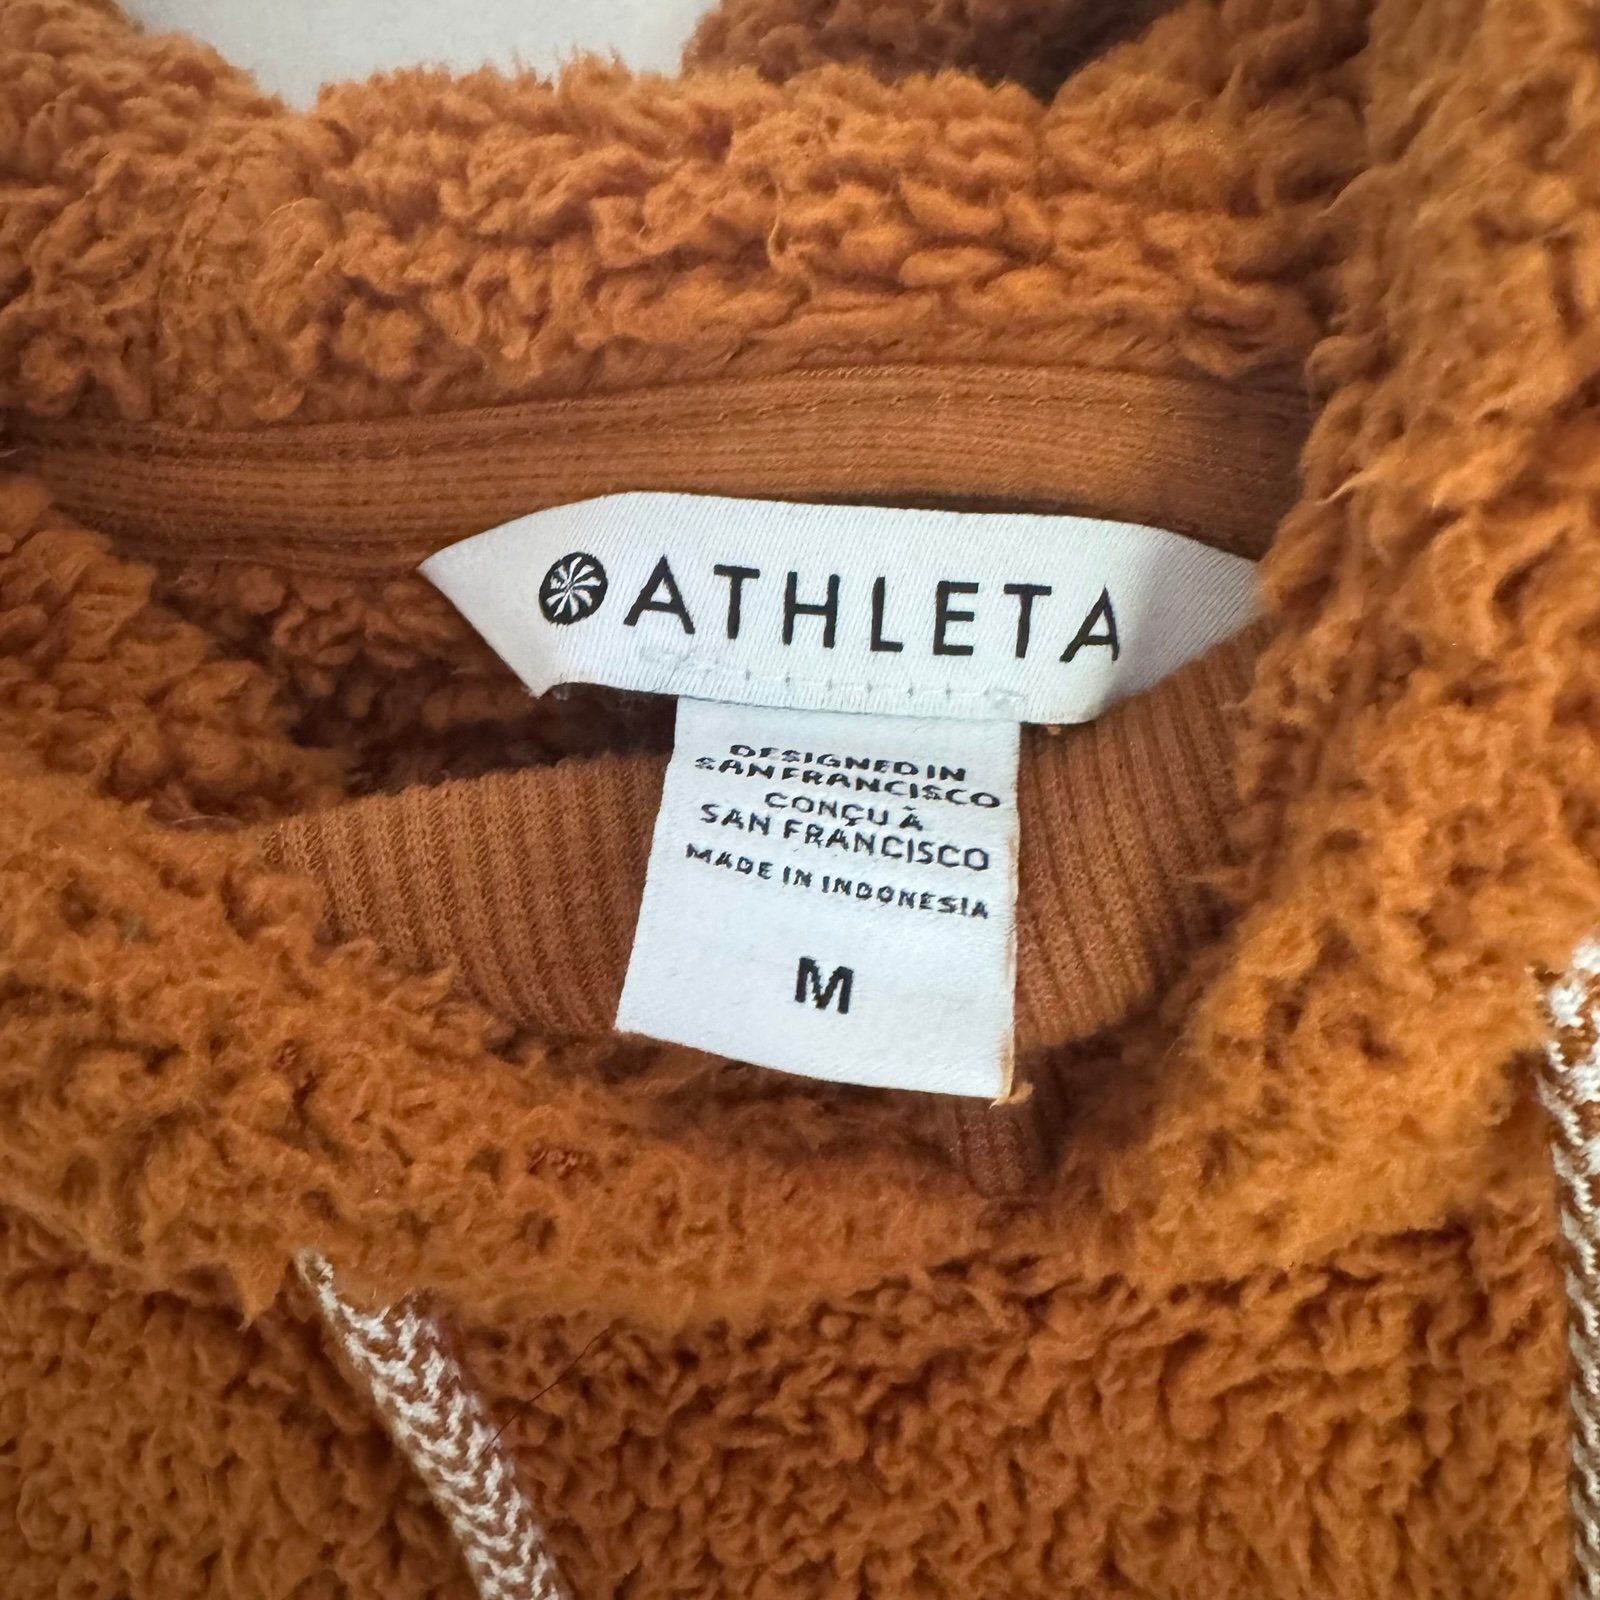 ATHLETA
DESIGNED IN
SAN FRANCISCO
CONÇU À
SAN FRANCISCO
MADE IN INDONESIA
M